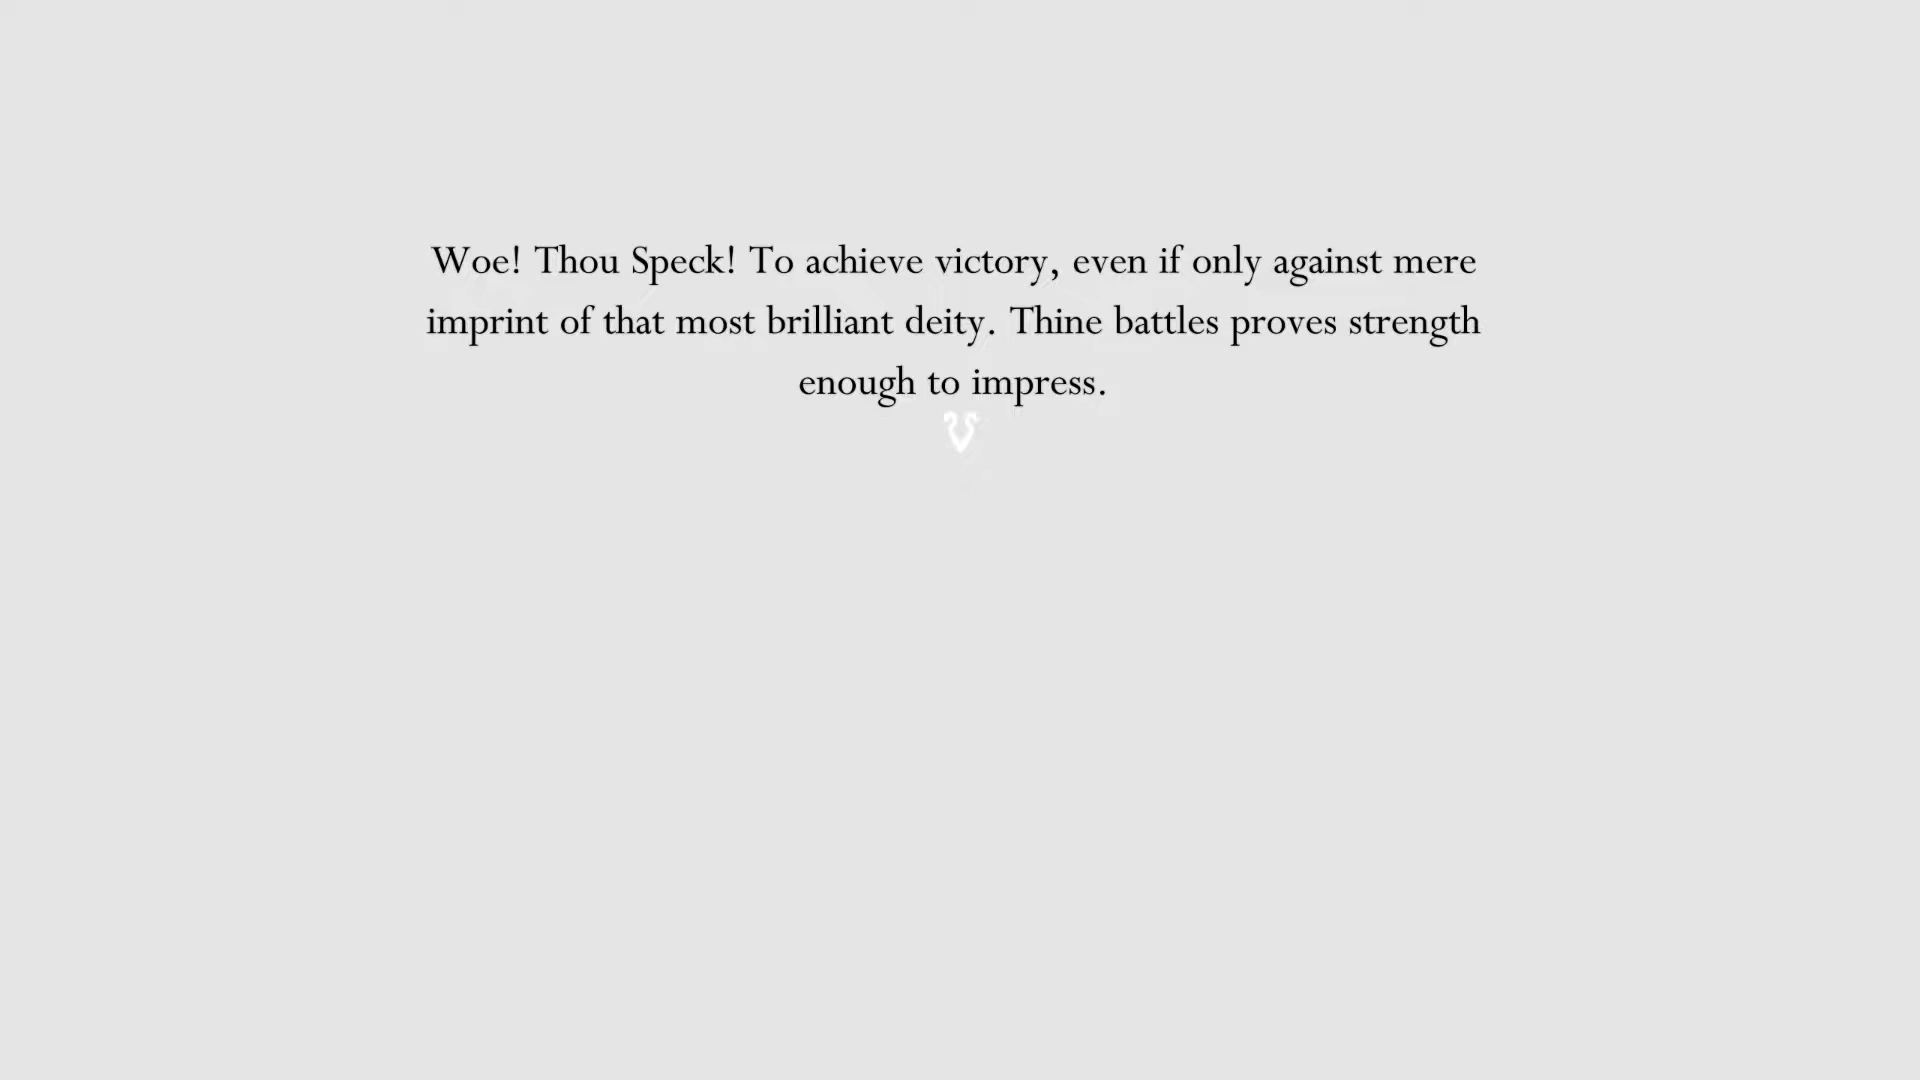 Woe! Thou Speck! To achieve victory, even if only against mere
imprint of that most brilliant deity. Thine battles proves strength
enough to impress.